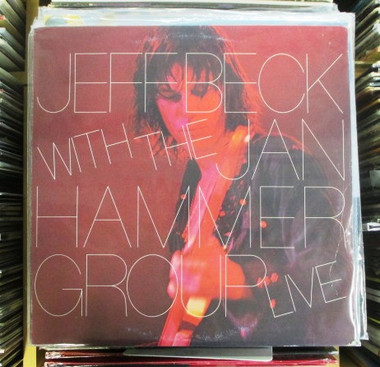 JEFF BECK
WITH THE JAN
HAMMER
GROUP LIVE